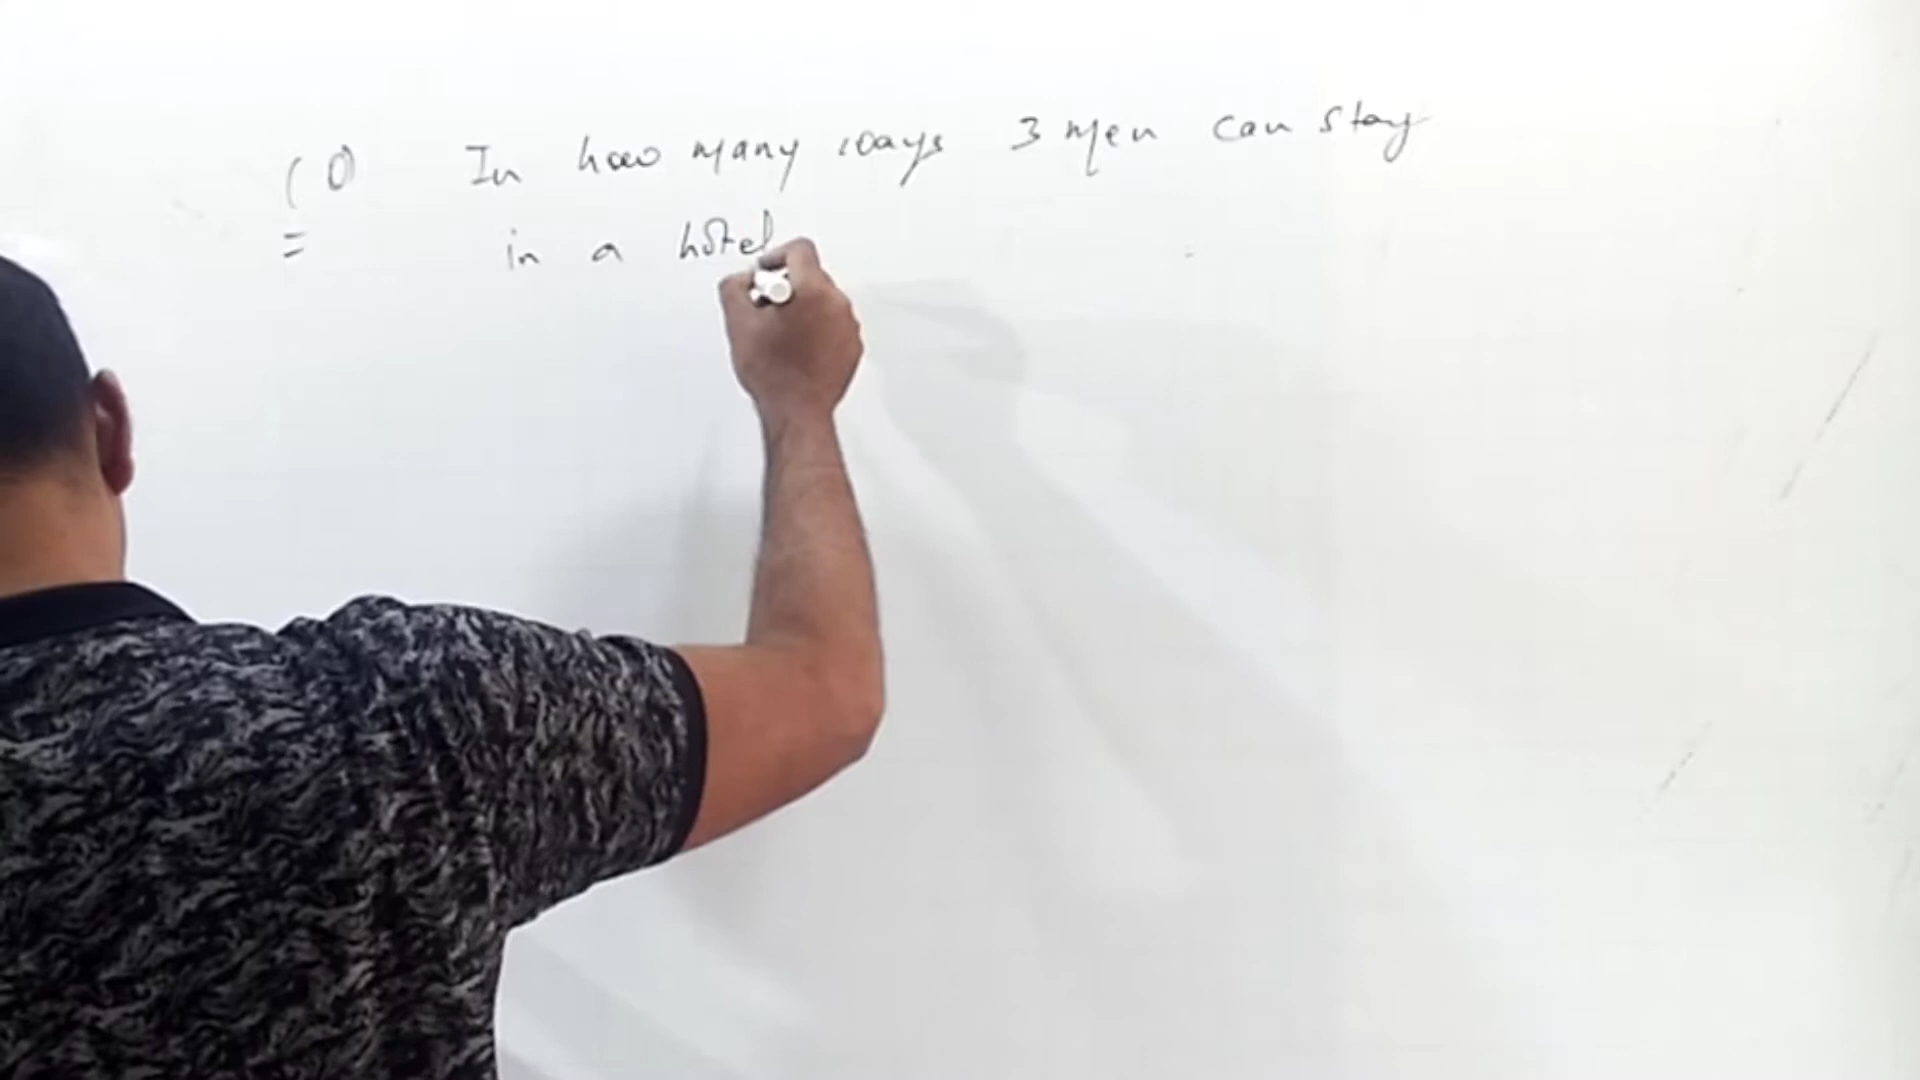 (1) In how many ways 3 men can stay
= in a hotel